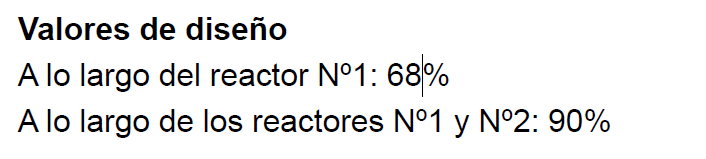 Valores de diseño
A lo largo del reactor Nº1: 68%
A lo largo de los reactores Nº1 y Nº2: 90%